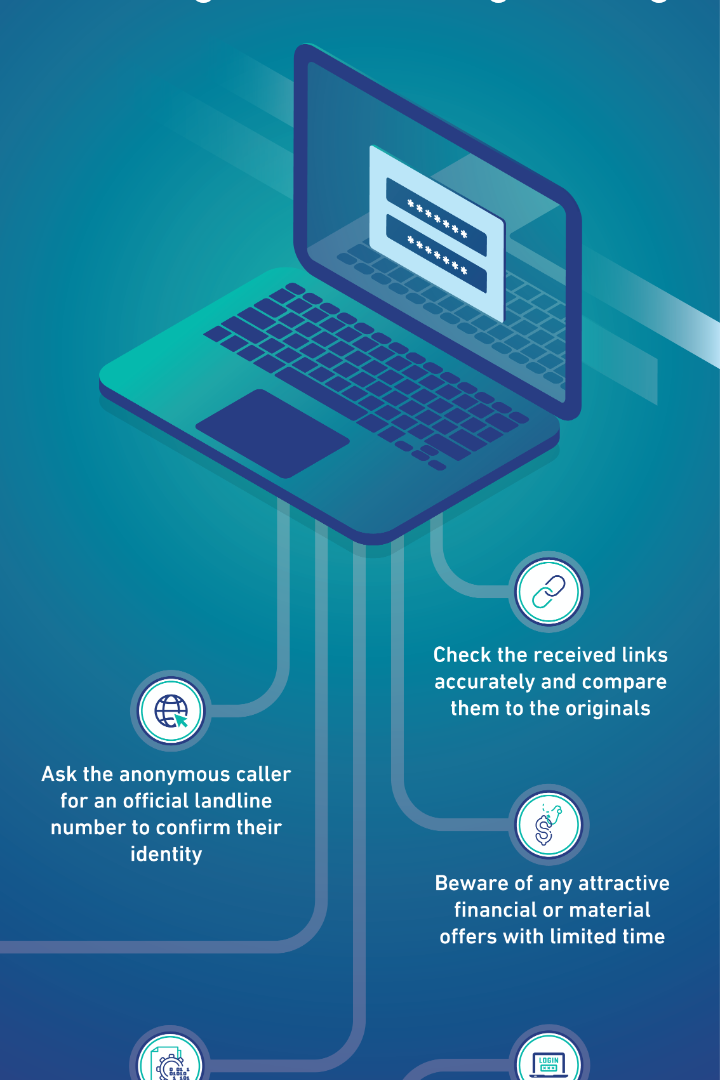 *******
*******
Check the received links
accurately and compare
them to the originals
Ask the anonymous caller
for an official landline
number to confirm their
identity
Beware of any attractive
financial or material
offers with limited time
LOGIN